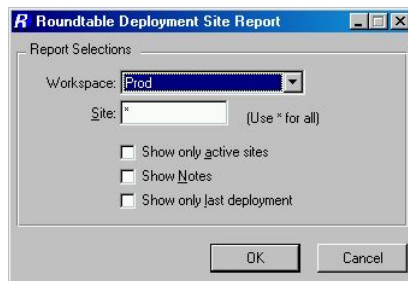 R Roundtable Deployment Site Report
Report Selections
Workspace: Prod
Site: * (Use * for all)
Show only active sites
Show Notes
Show only last deployment
OK Cancel